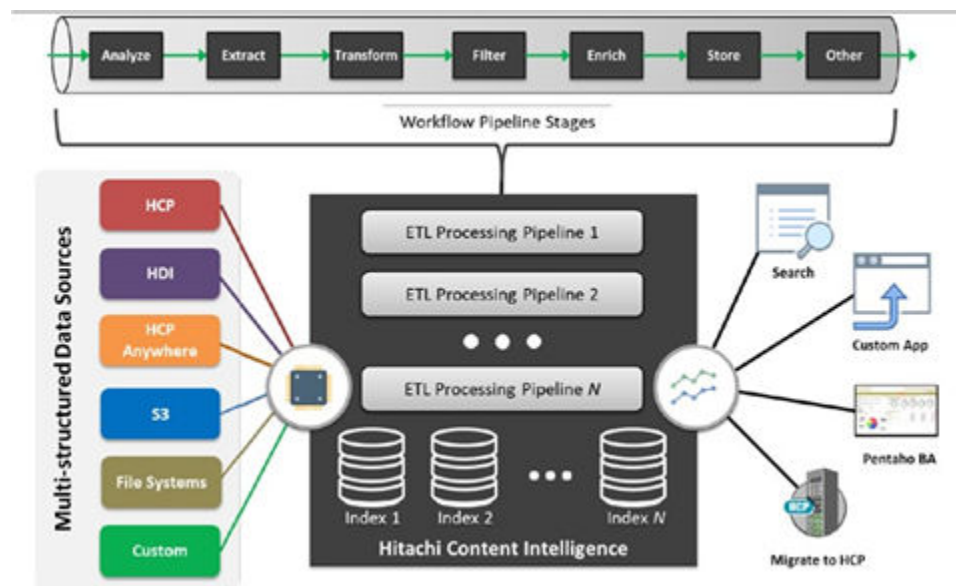 Analyze
Extract
Transform
Filter
Enrich
Store
Other
Workflow Pipeline Stages
Multi-structured Data Sources
HCP
HDI
HCP
Anywhere
S3
File Systems
Custom
ETL Processing Pipeline 1
ETL Processing Pipeline 2
ETL Processing Pipeline N
Index 1
Index 2
Index N
Hitachi Content Intelligence
Search
Custom App
Pentaho BA
HCP
Migrate to HCP